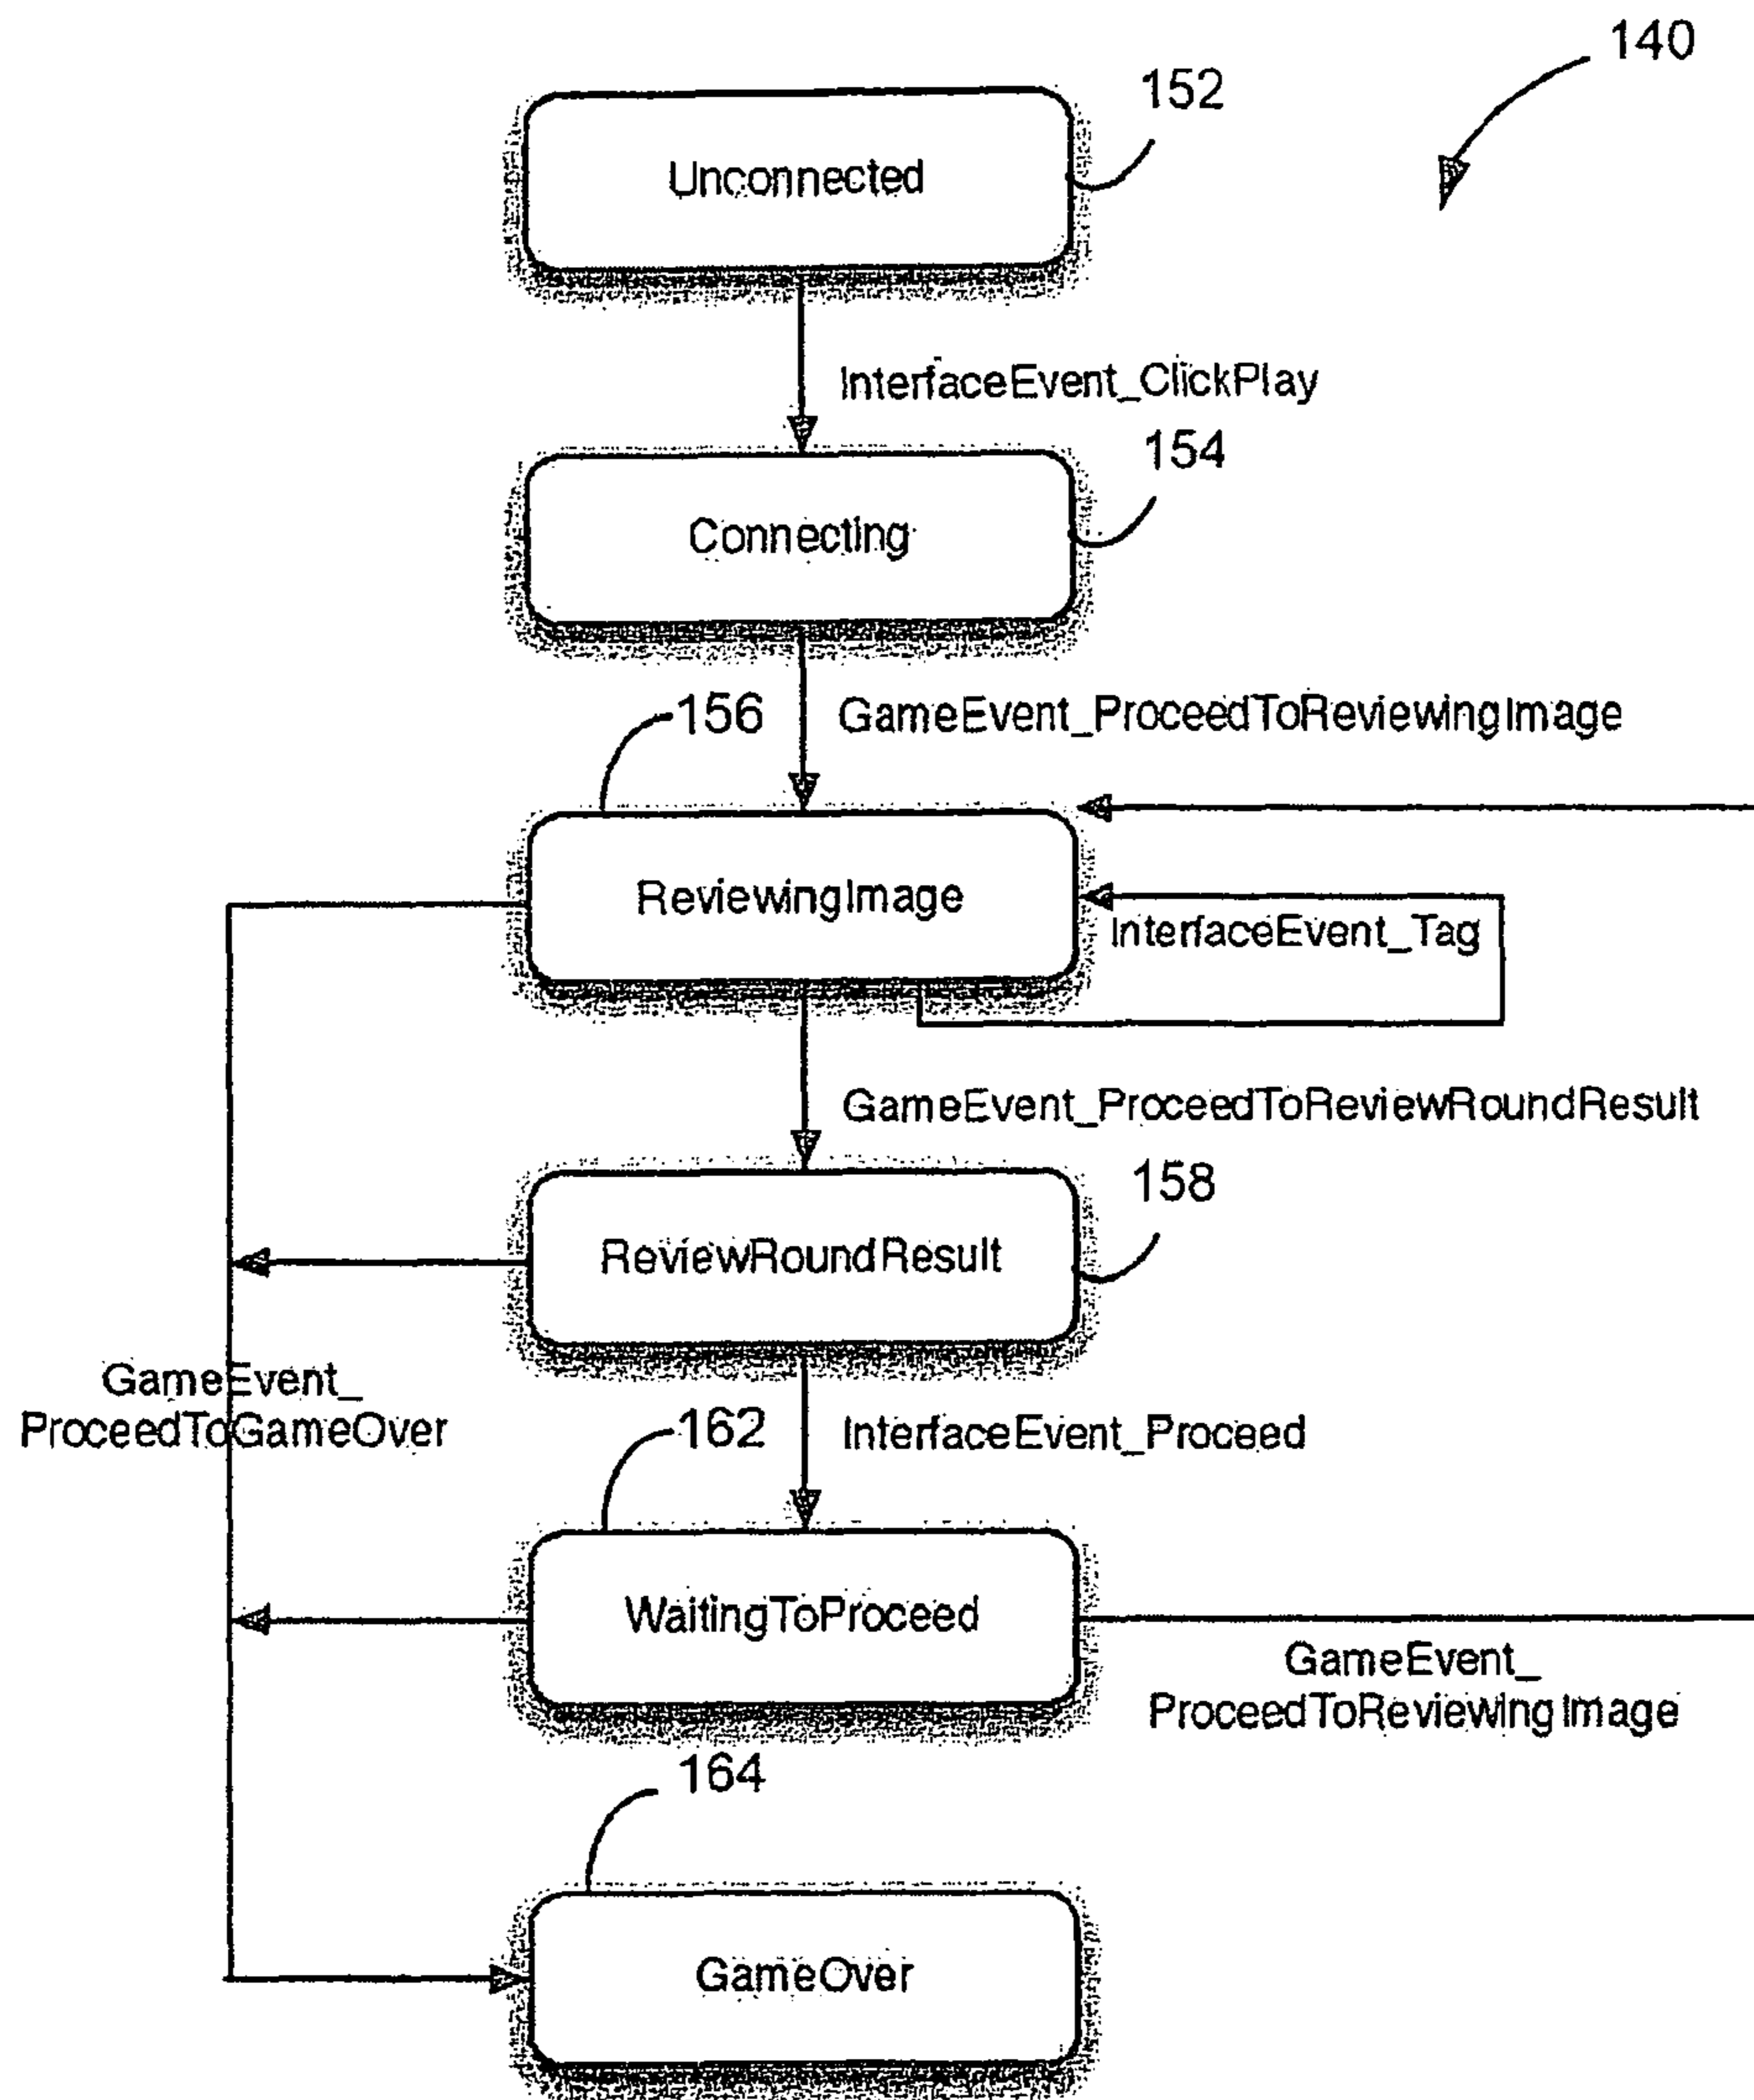 140
152
Unconnected
InterfaceEvent_ClickPlay
154
Connecting
156
GameEvent_ProceedToReviewingImage
ReviewingImage
InterfaceEvent_Tag
GameEvent_ProceedToReviewRoundResult
158
ReviewRoundResult
GameEvent_
ProceedToGameOver
162
InterfaceEvent_Proceed
WaitingToProceed
GameEvent_
ProceedToReviewingImage
164
GameOver